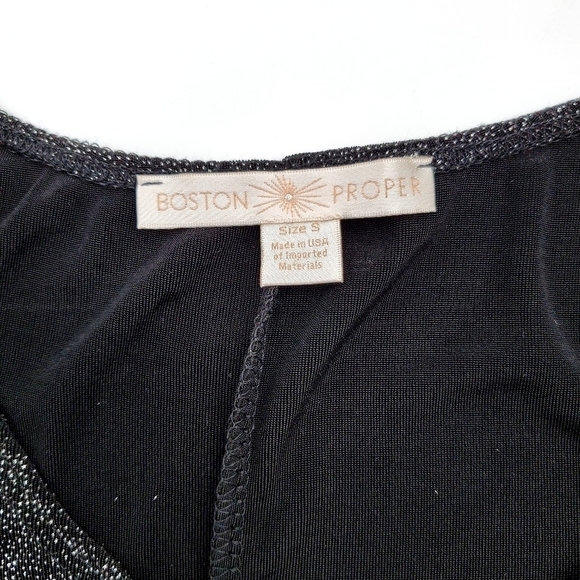 BOSTON PROPER
Size S
Made in USA
of Imported
Materials